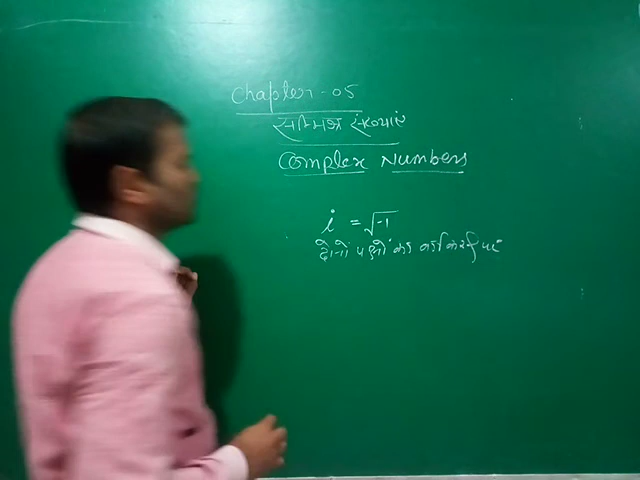 Chapter-05
सम्मिश्र संख्याएं
Complex Numbers
i = √-1
दोनों पक्षों का वर्ग करने पर